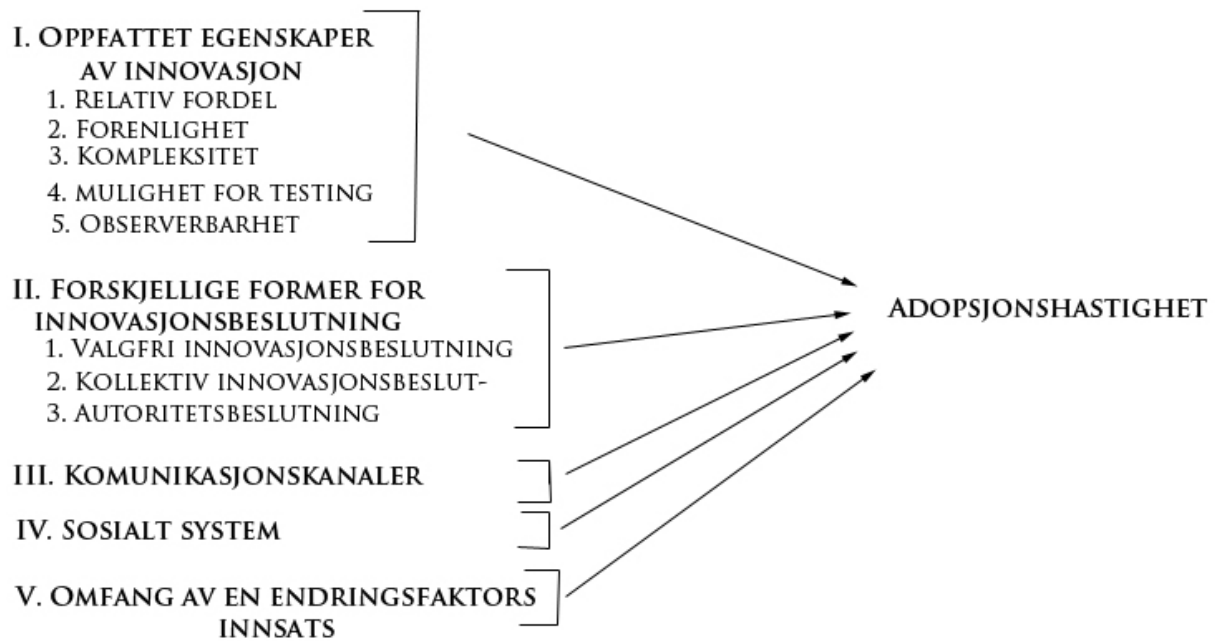 I. Oppfattet egenskaper
av innovasjon
1. Relativ fordel
2. Forenlighet
3. Kompleksitet
4. mulighet for testing
5. Observerbarhet
II. Forskjellige former for
innovasjonsbeslutning
1. Valgfri innovasjonsbeslutning
2. Kollektiv innovasjonsbeslut-
3. Autoritetsbeslutning
III. Komunikasjonskanaler
IV. Sosialt system
V. Omfang av en endringsfaktors
innsats
Adopsjonshastighet